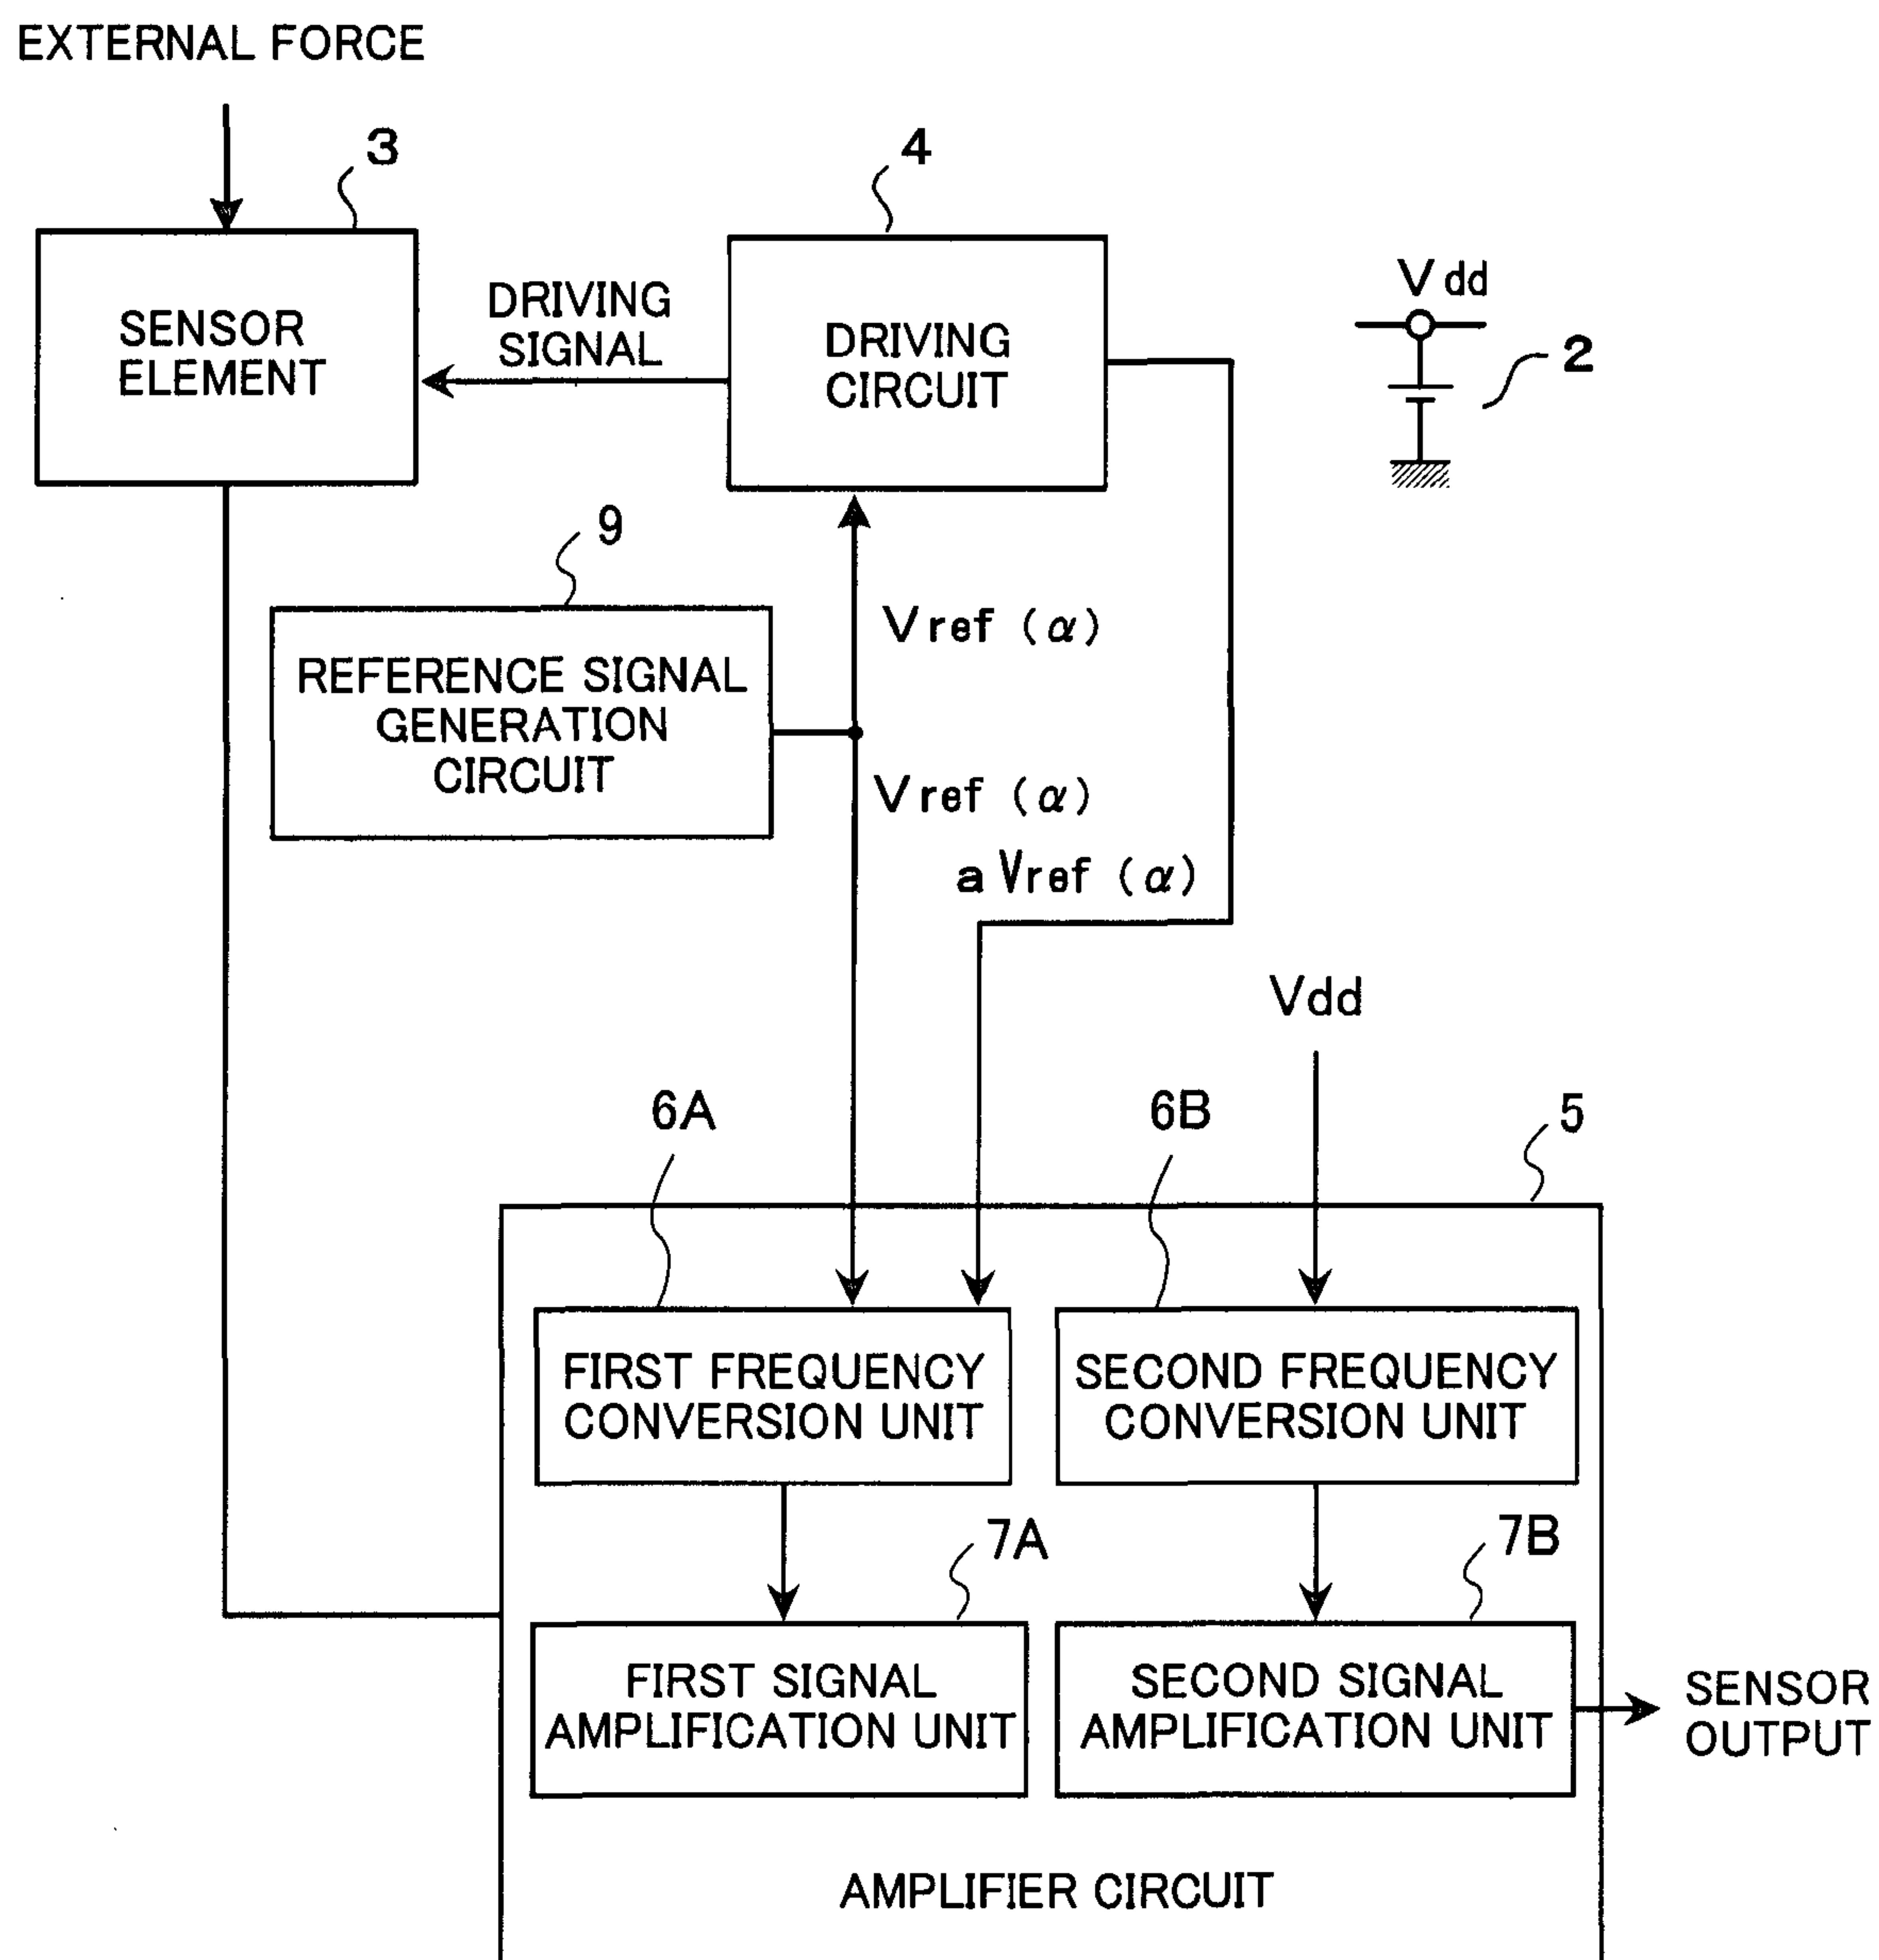 EXTERNAL FORCE
3
4
SENSOR
ELEMENT
DRIVING
SIGNAL
DRIVING
CIRCUIT
Vdd
2
9
REFERENCE SIGNAL
GENERATION
CIRCUIT
Vref (α)
Vref (α)
a Vref (α)
Vdd
6A
6B
5
FIRST FREQUENCY
CONVERSION UNIT
SECOND FREQUENCY
CONVERSION UNIT
7A
7B
FIRST SIGNAL
AMPLIFICATION UNIT
SECOND SIGNAL
AMPLIFICATION UNIT
SENSOR
OUTPUT
AMPLIFIER CIRCUIT